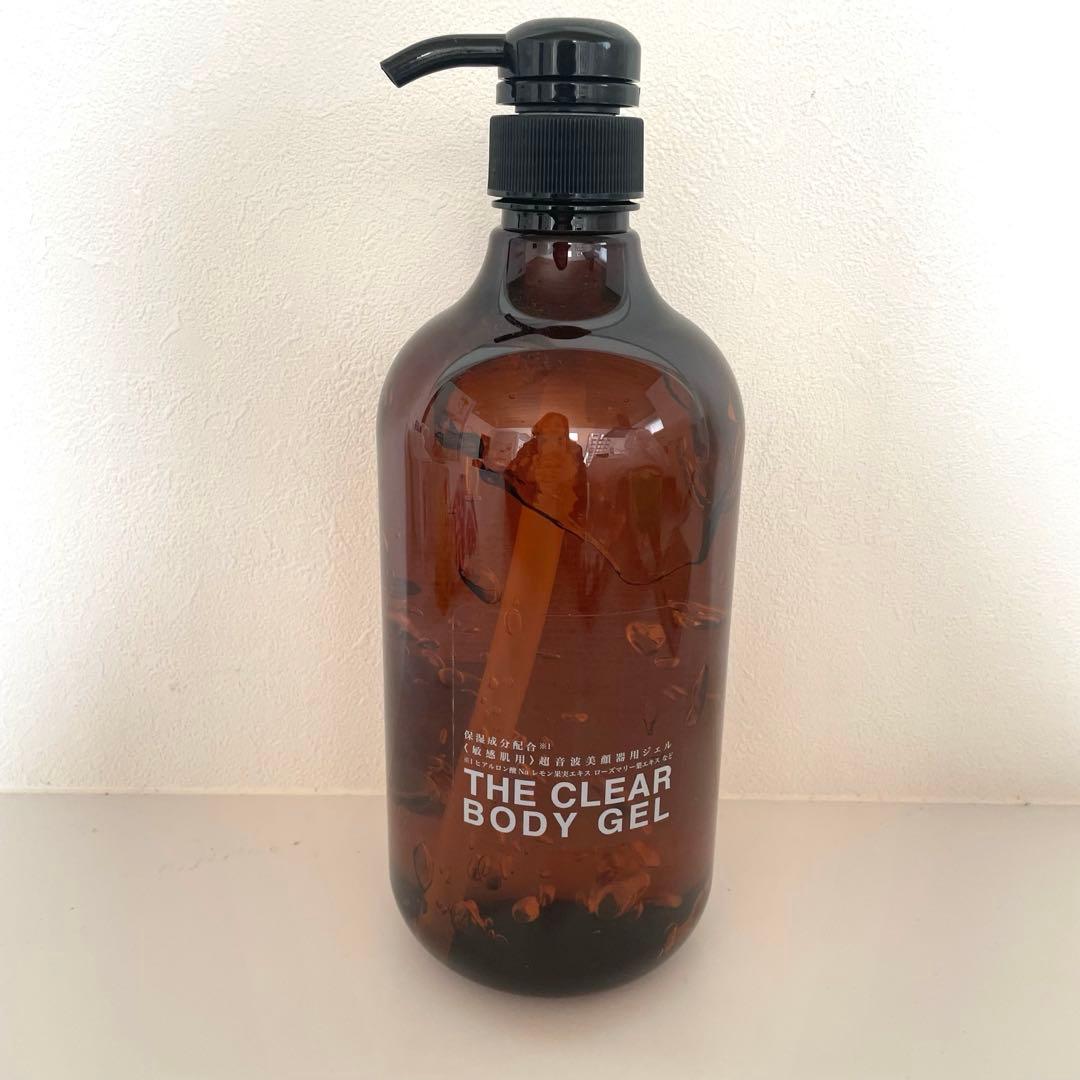 保湿成分配合※1
〈敏感肌用〉超音波美顔器用ジェル
※1ヒアルロン酸Na レモン果実エキス ローズマリー葉エキス など
THE CLEAR
BODY GEL